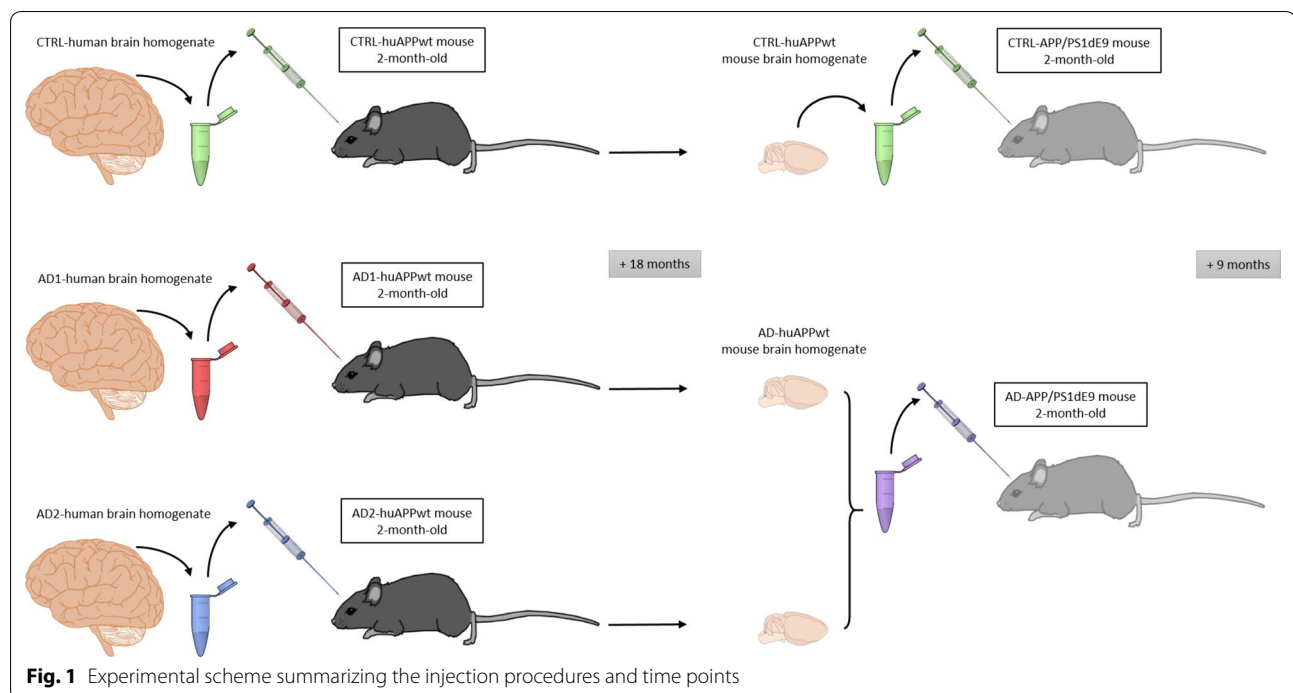 CTRL-human brain homogenate
CTRL-huAPPwt mouse
2-month-old
CTRL-huAPPwt
mouse brain homogenate
CTRL-APP/PS1dE9 mouse
2-month-old
AD1-human brain homogenate
AD1-huAPPwt mouse
2-month-old
+ 18 months
+ 9 months
AD-huAPPwt
mouse brain homogenate
AD-APP/PS1dE9 mouse
2-month-old
AD2-human brain homogenate
AD2-huAPPwt mouse
2-month-old
Fig. 1 Experimental scheme summarizing the injection procedures and time points